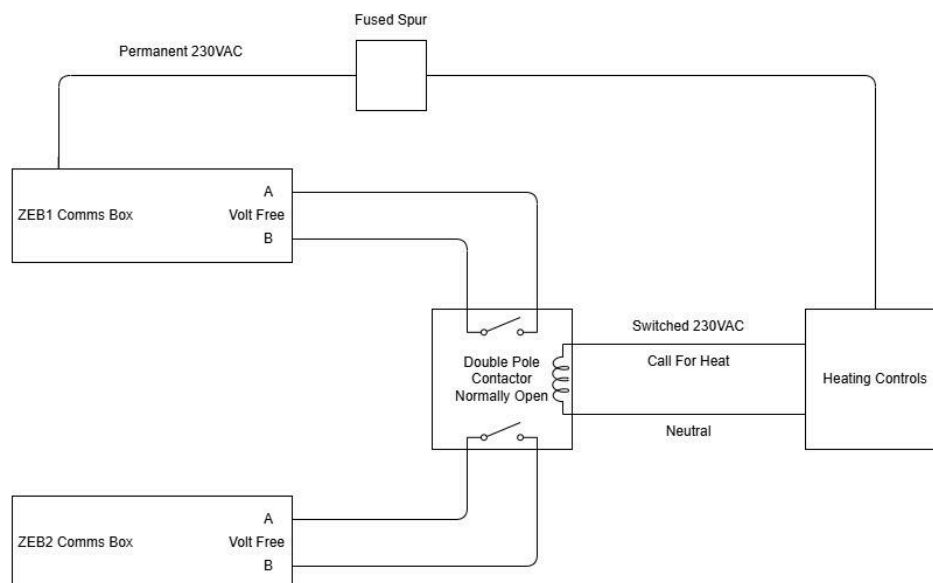 Fused Spur
Permanent 230VAC
A
ZEB1 Comms Box
Volt Free
B
Switched 230VAC
Double Pole
Contactor
Normally Open
Call For Heat
Heating Controls
Neutral
A
ZEB2 Comms Box
Volt Free
B